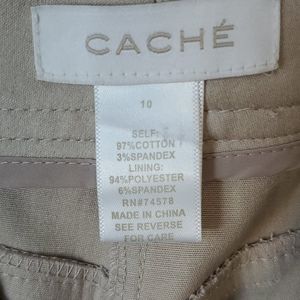 CACHÉ
10
SELF:
97%COTTON
3%SPANDEX
LINING:
94%POLYESTER
6%SPANDEX
RN#74578
MADE IN CHINA
SEE REVERSE
FOR CARE